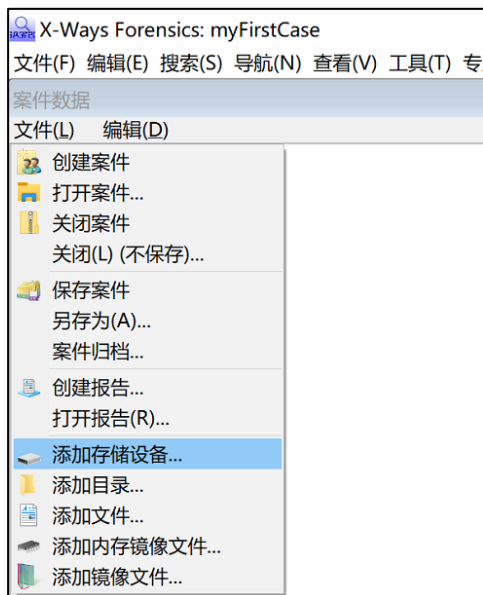 X-Ways Forensics: myFirstCase
文件(F) 编辑(E) 搜索(S) 导航(N) 查看(V) 工具(T) 专
案件数据
文件(L) 编辑(D)
创建案件
打开案件...
关闭案件
关闭(L) (不保存)...
保存案件
另存为(A)...
案件归档...
创建报告...
打开报告(R)...
添加存储设备...
添加目录...
添加文件...
添加内存镜像文件...
添加镜像文件...